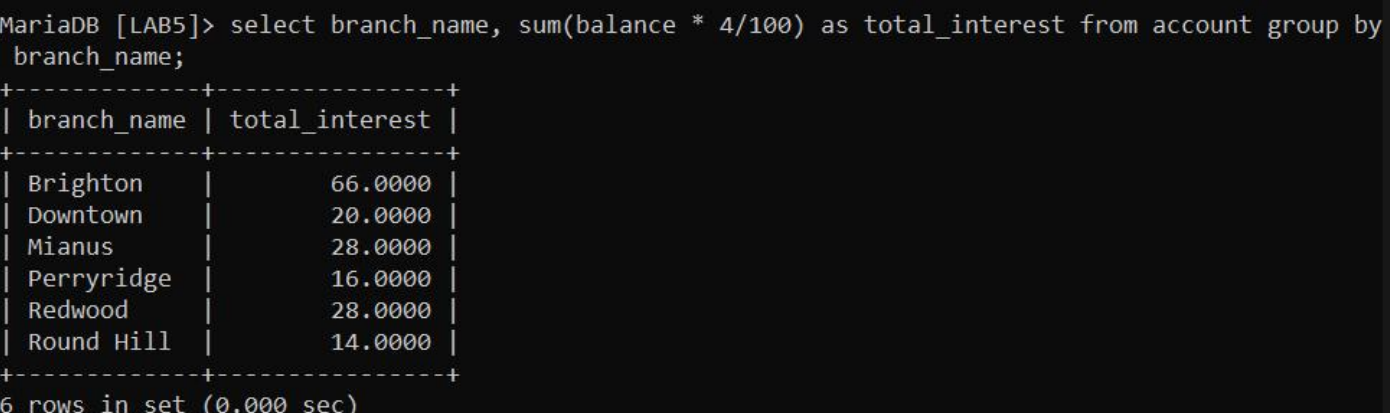 MariaDB [LAB5]> select branch_name, sum(balance * 4/100) as total_interest from account group by
 branch_name;
+-------------+----------------+
| branch_name | total_interest |
+-------------+----------------+
| Brighton    |        66.0000 |
| Downtown    |        20.0000 |
| Mianus      |        28.0000 |
| Perryridge  |        16.0000 |
| Redwood     |        28.0000 |
| Round Hill  |        14.0000 |
+-------------+----------------+
6 rows in set (0.000 sec)